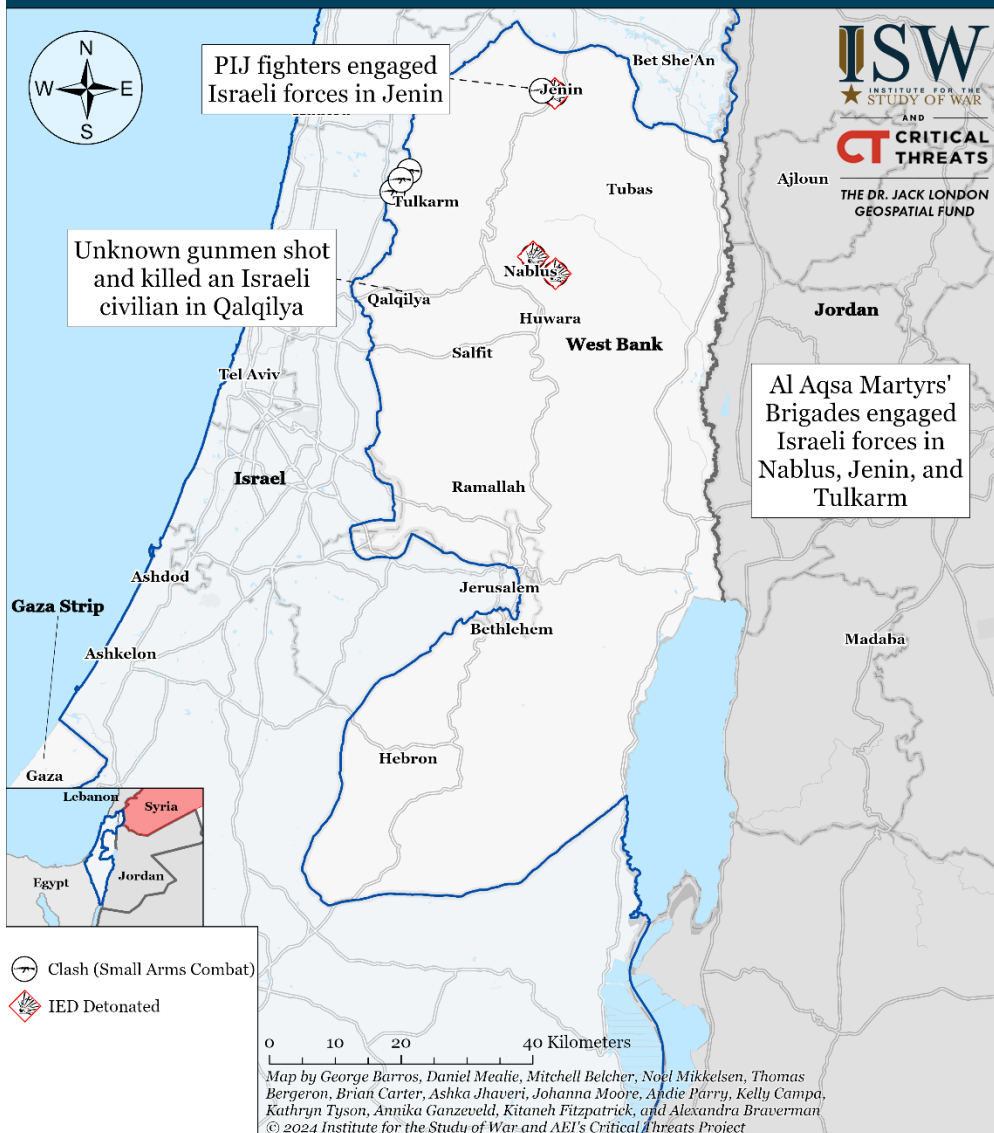 N
W
E
S
PIJ fighters engaged
Israeli forces in Jenin
Bet She'An
ISW
INSTITUTE FOR THE
STUDY OF WAR
AND
CT CRITICAL
THREATS
THE DR. JACK LONDON
GEOSPATIAL FUND
Jenin
Ajloun
Tubas
Tulkarm
Unknown gunmen shot
and killed an Israeli
civilian in Qalqilya
Nablus
Qalqilya
Huwara
Jordan
West Bank
Salfit
Tel Aviv
Al Aqsa Martyrs'
Brigades engaged
Israeli forces in
Nablus, Jenin, and
Tulkarm
Israel
Ramallah
Ashdod
Jerusalem
Gaza Strip
Bethlehem
Madaba
Ashkelon
Hebron
Gaza
Lebanon
Syria
Egypt
Jordan
Clash (Small Arms Combat)
IED Detonated
0 10 20 40 Kilometers
Map by George Barros, Daniel Mealie, Mitchell Belcher, Noel Mikkelsen, Thomas
Bergeron, Brian Carter, Ashka Jhaveri, Johanna Moore, Andie Parry, Kelly Campa,
Kathryn Tyson, Annika Ganzeveld, Kitaneh Fitzpatrick, and Alexandra Braverman
© 2024 Institute for the Study of War and AEI's Critical Threats Project